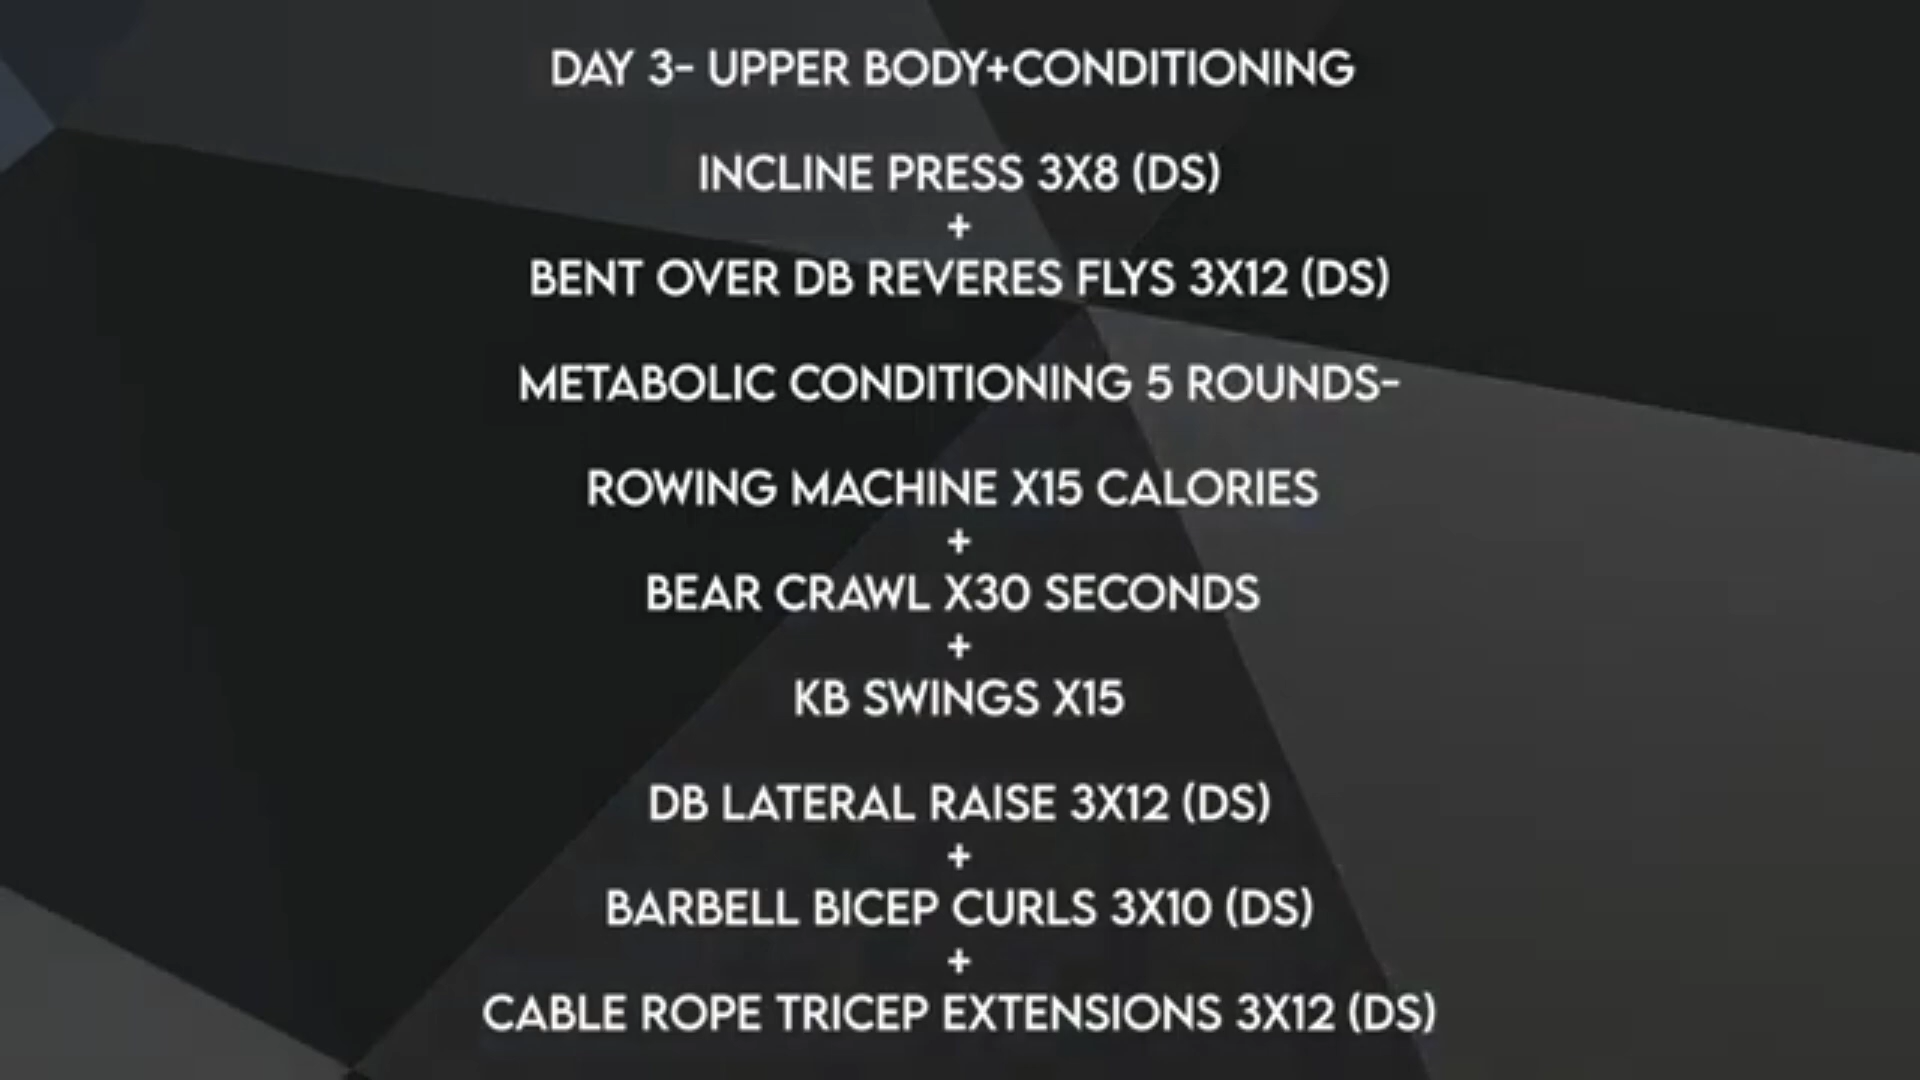 DAY 3- UPPER BODY+CONDITIONING
INCLINE PRESS 3X8 (DS)
+
BENT OVER DB REVERES FLYS 3X12 (DS)
METABOLIC CONDITIONING 5 ROUNDS-
ROWING MACHINE X15 CALORIES
+
BEAR CRAWL X30 SECONDS
+
KB SWINGS X15
DB LATERAL RAISE 3X12 (DS)
+
BARBELL BICEP CURLS 3X10 (DS)
+
CABLE ROPE TRICEP EXTENSIONS 3X12 (DS)